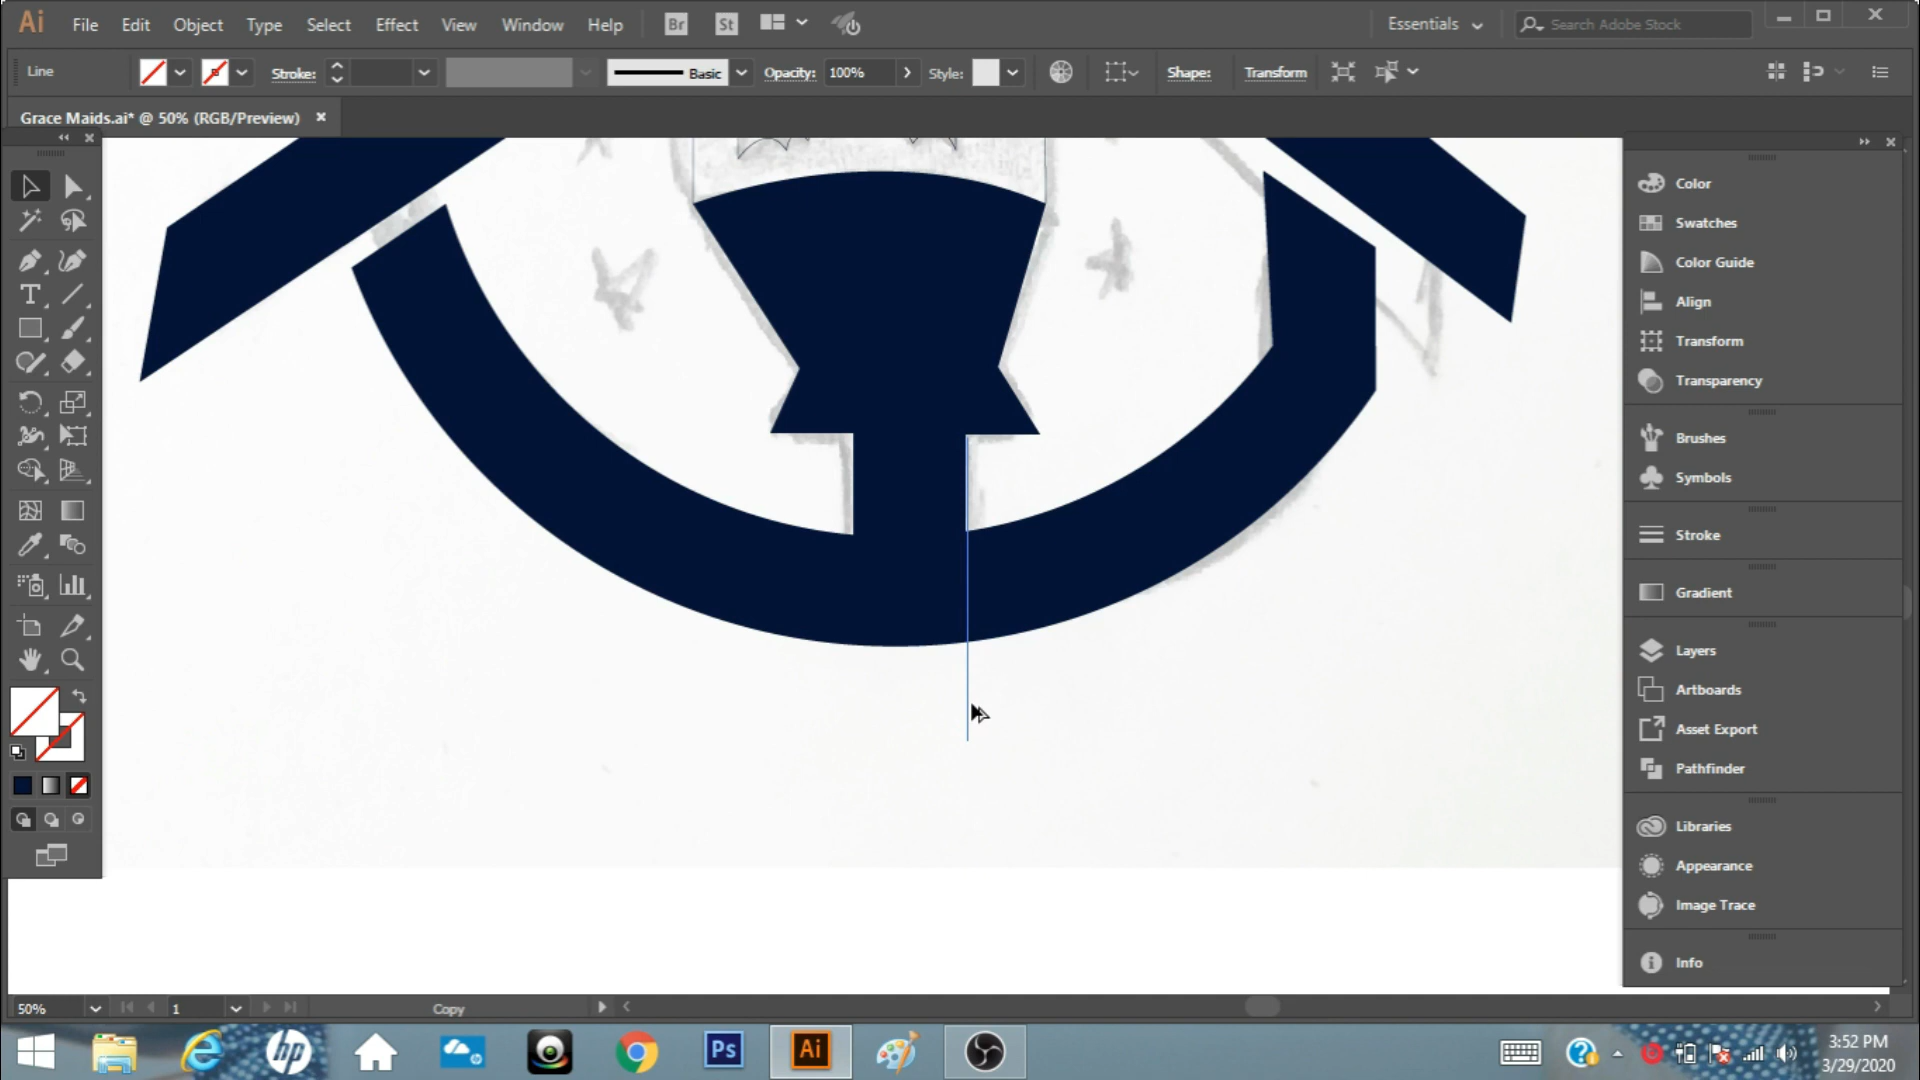 Ai File Edit Object Type Select Effect View Window Help Br St Essentials Search Adobe Stock
Line Stroke: Basic Opacity: 100% Style: Shape: Transform
Grace Maids.ai* @ 50% (RGB/Preview)
Color
Swatches
Color Guide
Align
Transform
Transparency
Brushes
Symbols
Stroke
Gradient
Layers
Artboards
Asset Export
Pathfinder
Libraries
Appearance
Image Trace
Info
50% 1 Copy
hp Ps Ai
3:52 PM
3/29/2020